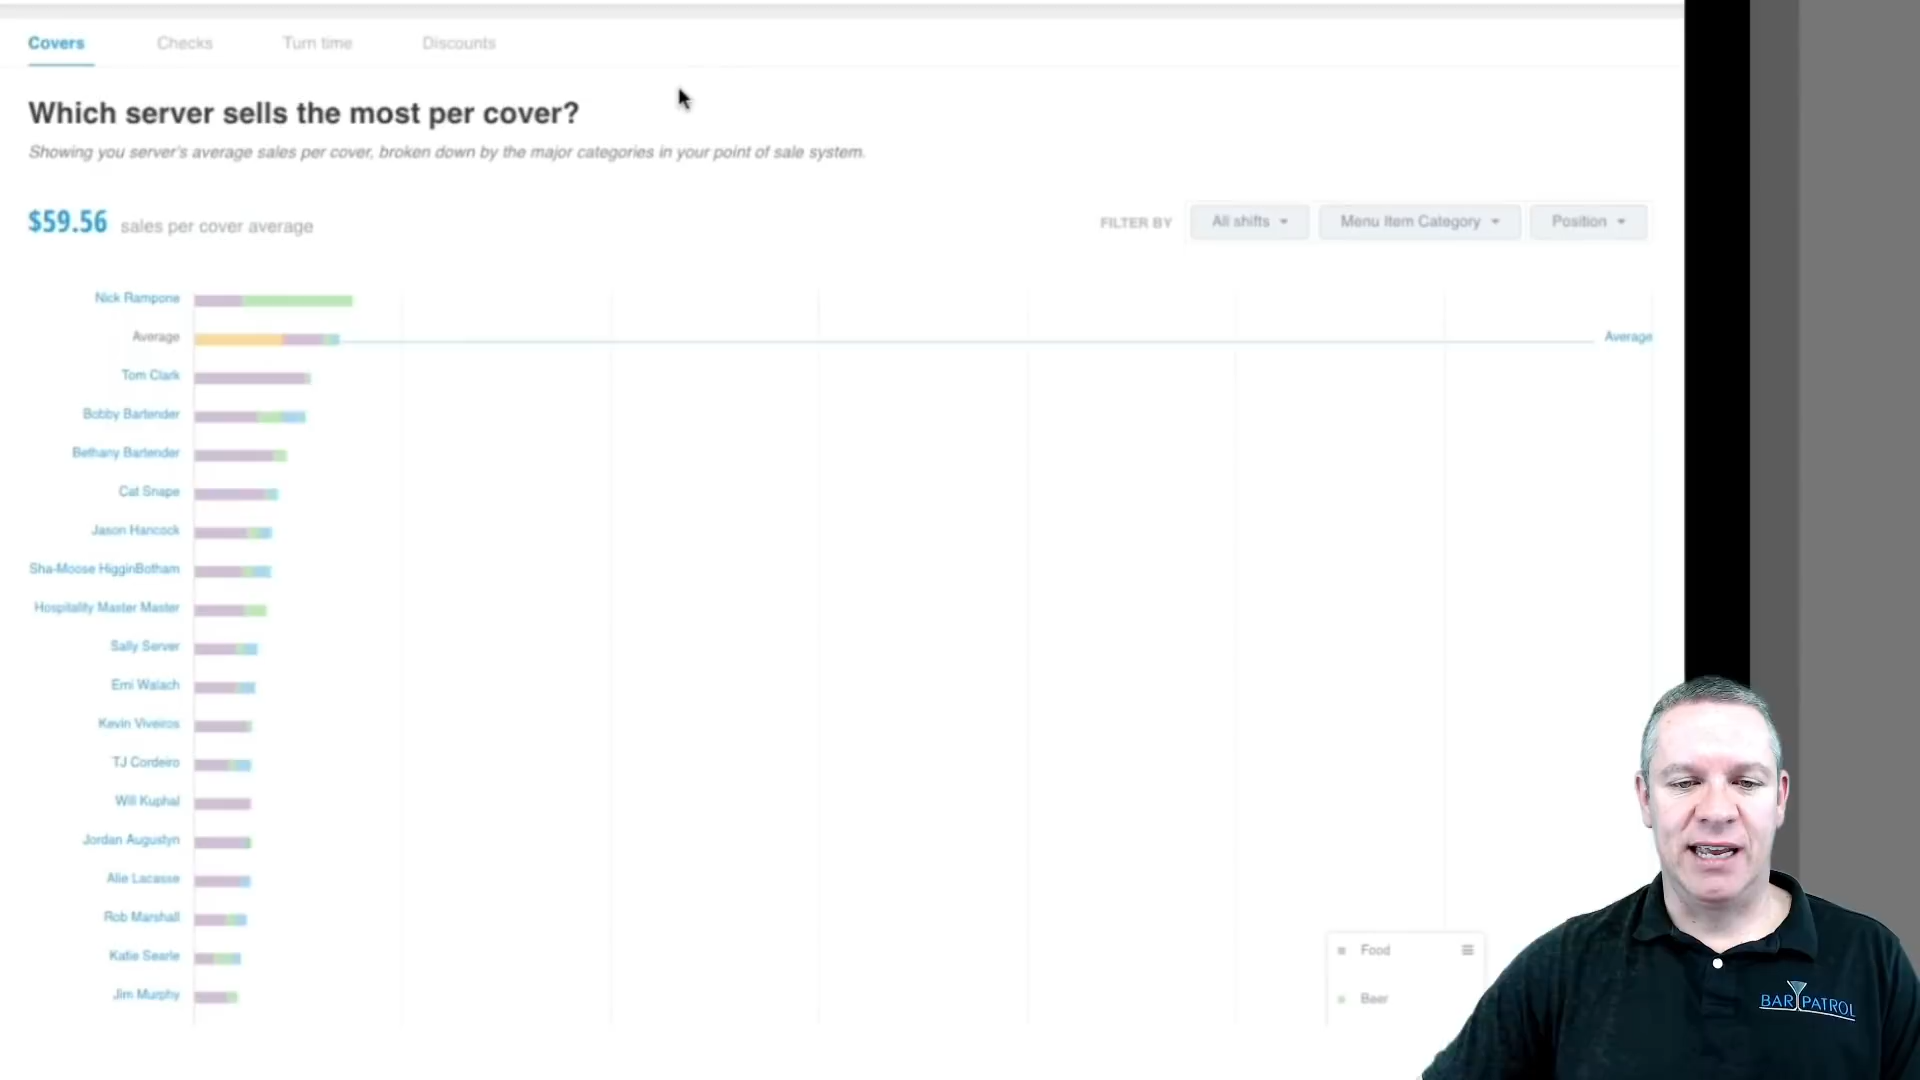 Covers Checks Turn time Discounts
Which server sells the most per cover?
Showing you server's average sales per cover, broken down by the major categories in your point of sale system.
$59.56 sales per cover average
FILTER BY All shifts Menu Item Category Position
Nick Rampone
Average Average
Tom Clark
Bobby Bartender
Bethany Bartender
Cat Snape
Jason Hancock
Sha-Moose HigginBotham
Hospitality Master Master
Sally Server
Emi Walach
Kevin Viveiros
TJ Cordeiro
Will Kuphal
Jordan Augustyn
Alie Lacasse
Rob Marshall
Katie Searle
Jim Murphy
Food
Beer
BAR PATROL